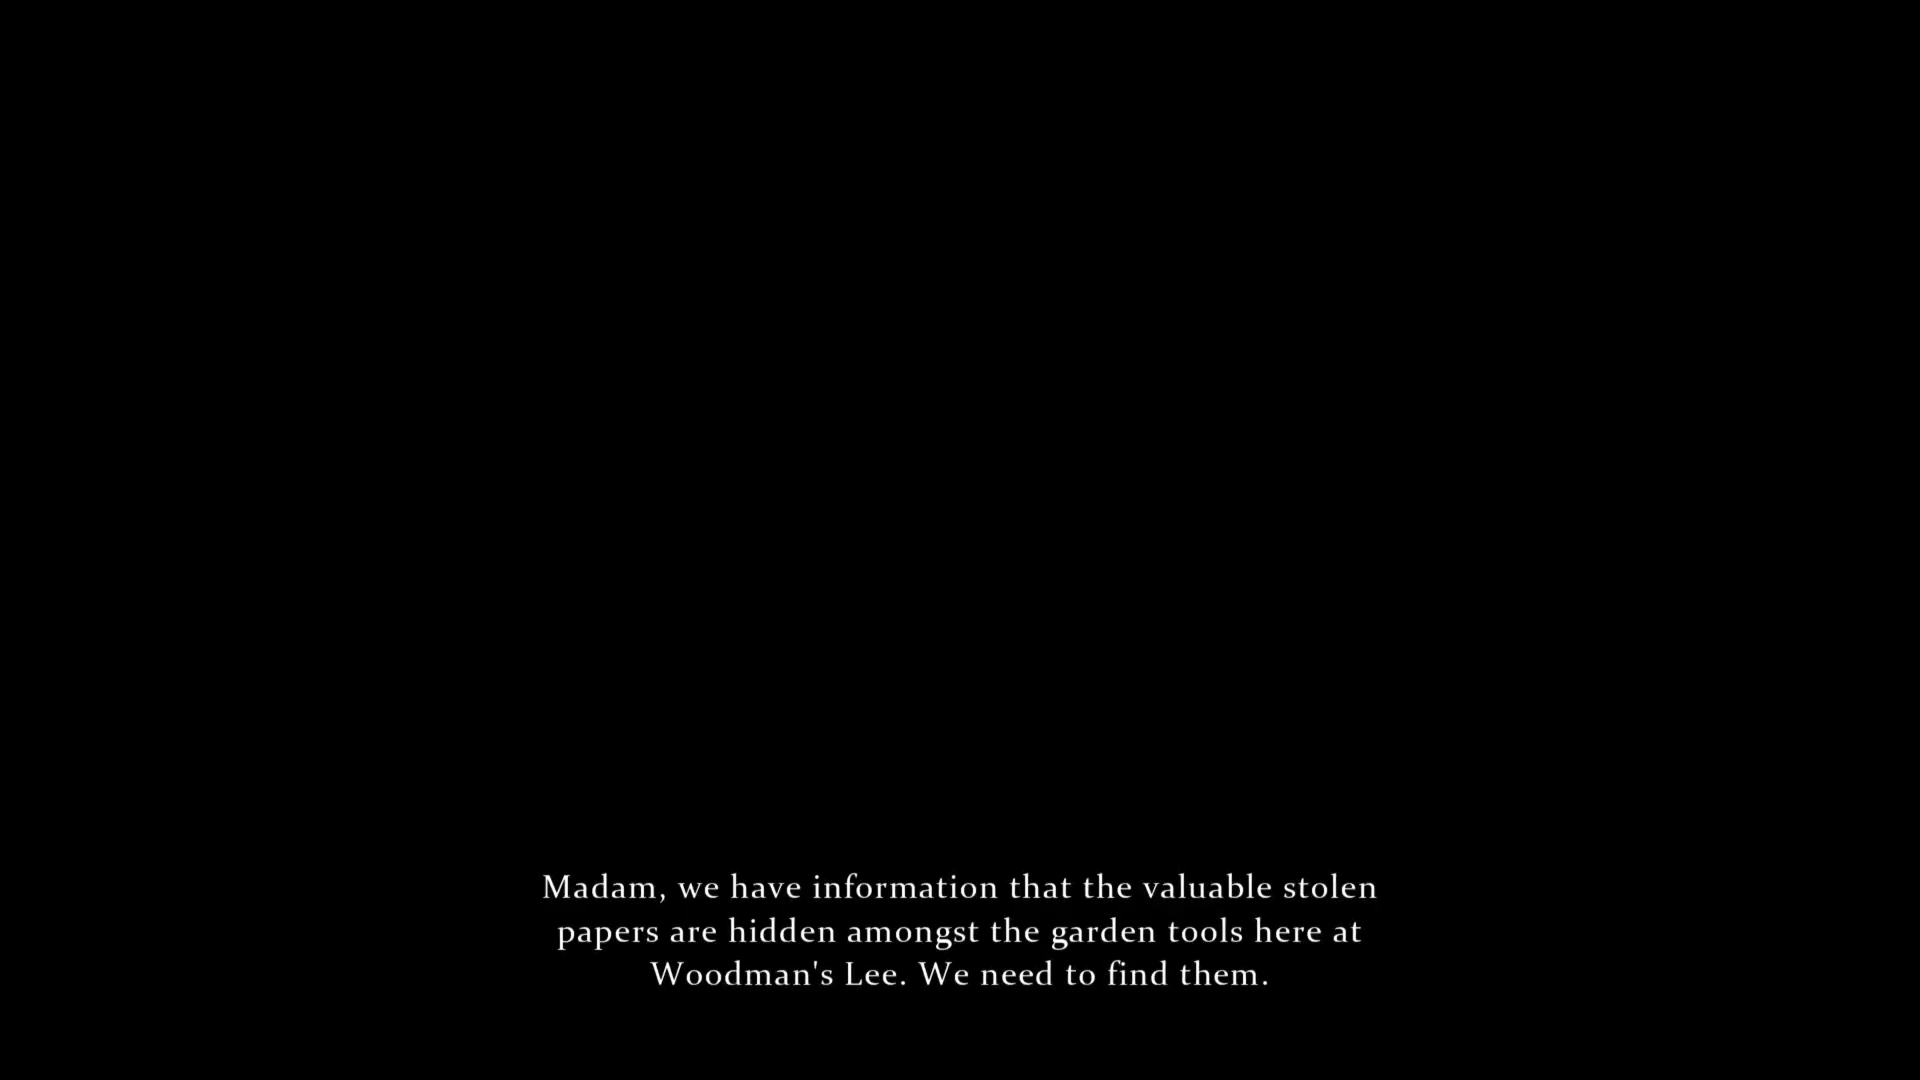 Madam, we have information that the valuable stolen
papers are hidden amongst the garden tools here at
Woodman's Lee. We need to find them.